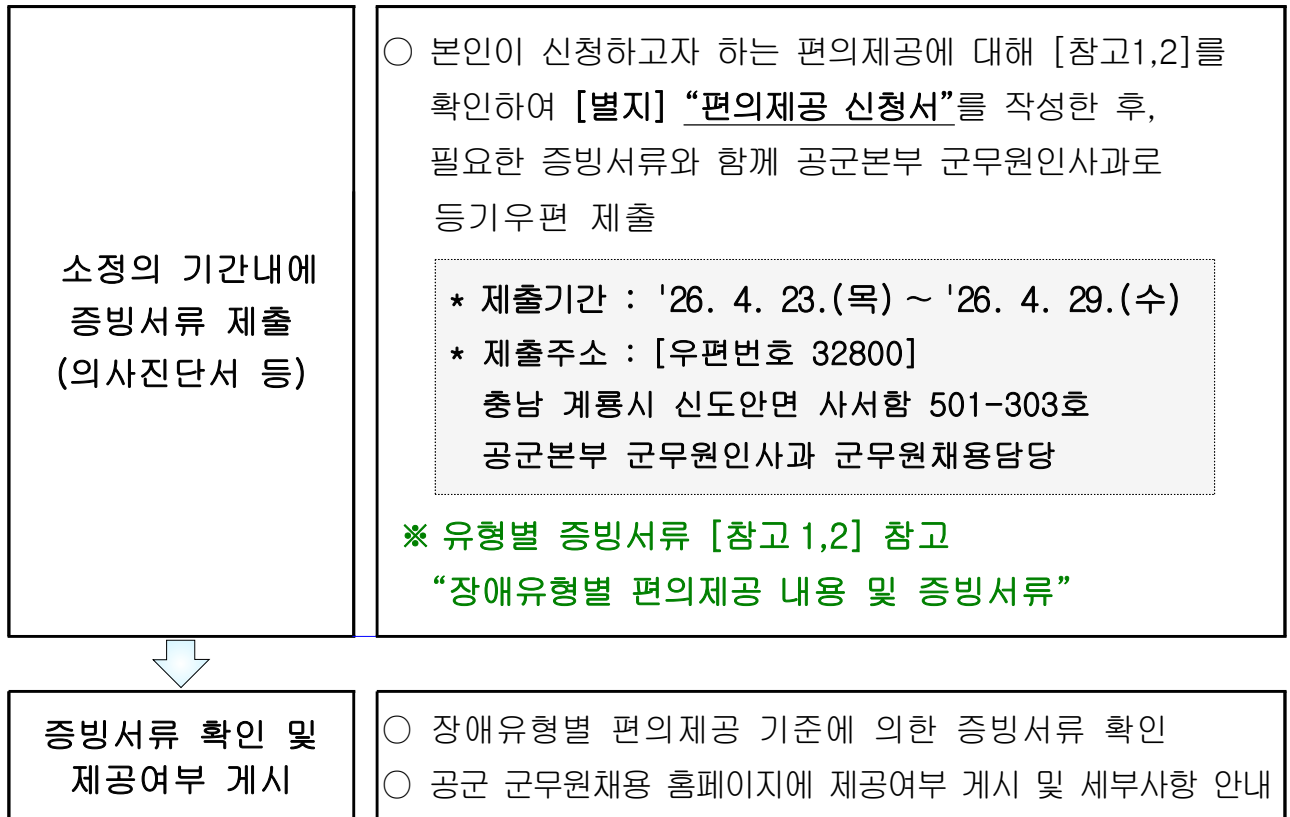 소정의 기간내에
증빙서류 제출
(의사진단서 등)
○ 본인이 신청하고자 하는 편의제공에 대해 [참고1,2]를
확인하여 [별지] “편의제공 신청서”를 작성한 후,
필요한 증빙서류와 함께 공군본부 군무원인사과로
등기우편 제출
* 제출기간 : '26. 4. 23.(목) ~ '26. 4. 29.(수)
* 제출주소 : [우편번호 32800]
충남 계룡시 신도안면 사서함 501-303호
공군본부 군무원인사과 군무원채용담당
※ 유형별 증빙서류 [참고 1,2] 참고
“장애유형별 편의제공 내용 및 증빙서류”
증빙서류 확인 및
제공여부 게시
○ 장애유형별 편의제공 기준에 의한 증빙서류 확인
○ 공군 군무원채용 홈페이지에 제공여부 게시 및 세부사항 안내